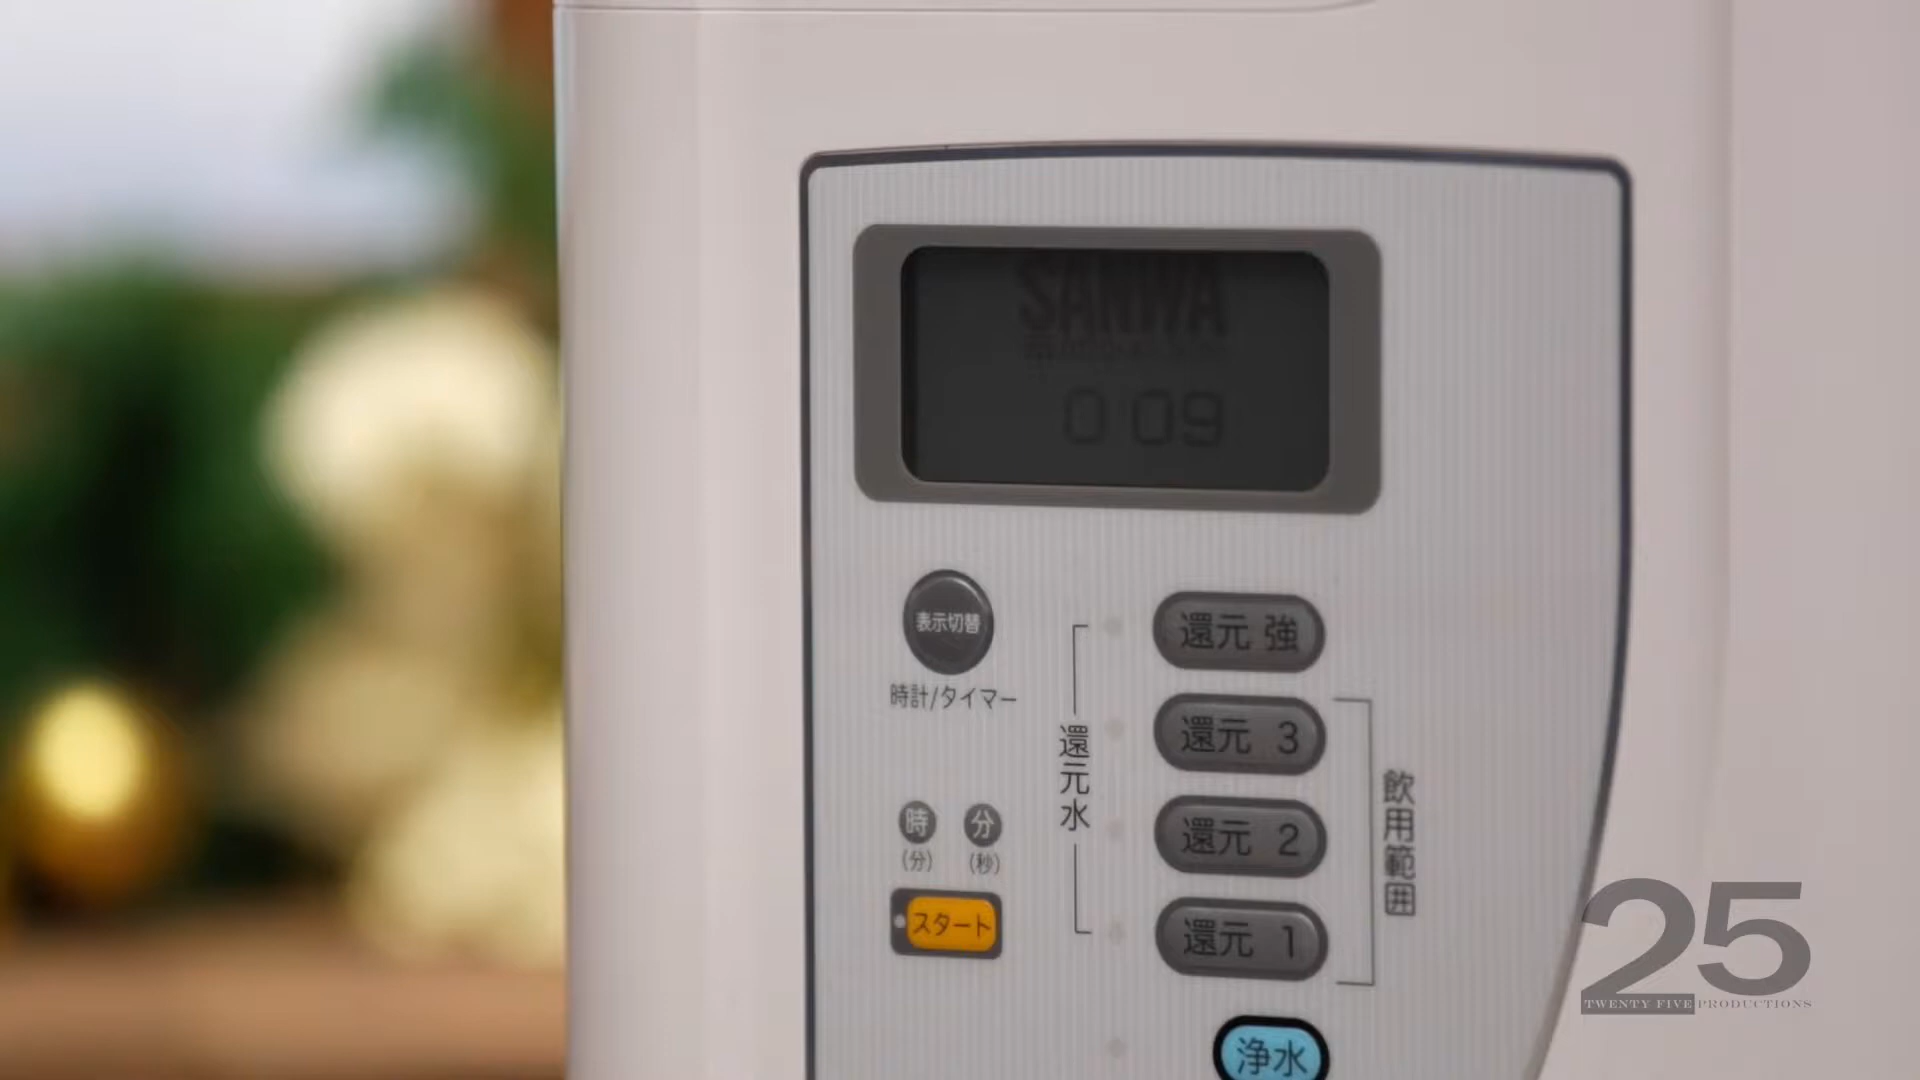 SANWA
0 09
表示切替
時計/タイマー
時
(分)
分
(秒)
スタート
還元水
還元 強
還元 3
還元 2
還元 1
飲用範囲
浄水
25
TWENTY FIVE PRODUCTIONS